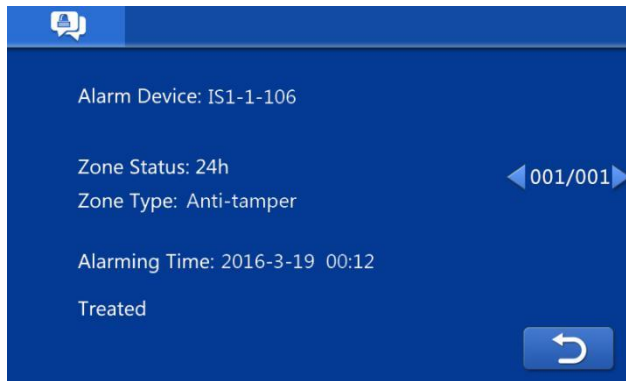 Alarm Device: IS1-1-106
Zone Status: 24h
001/001
Zone Type: Anti-tamper
Alarming Time: 2016-3-19 00:12
Treated